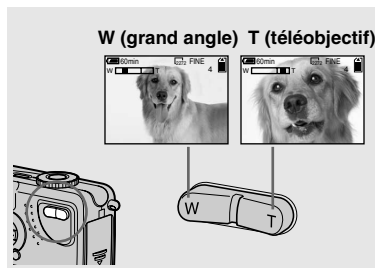 W (grand angle) T (téléobjectif)
60min FINE
4
W T
60min FINE
4
W T
W
T